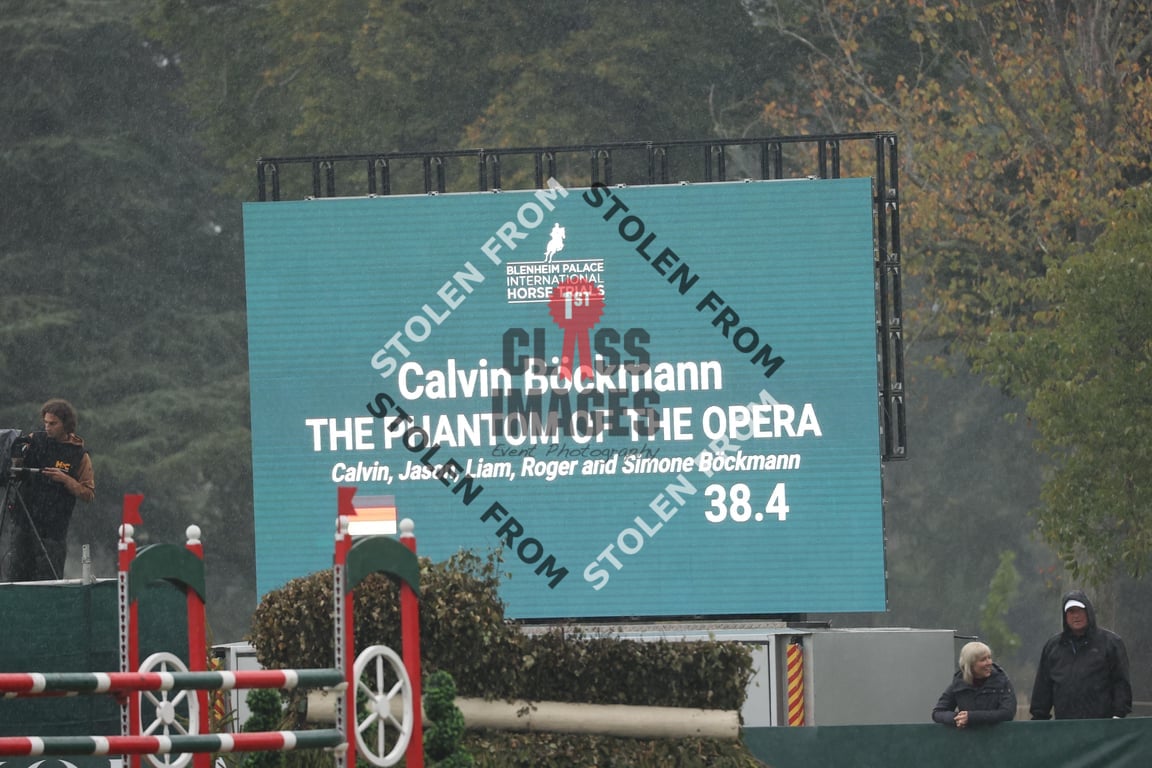 BLENHEIM PALACE
INTERNATIONAL
HORSE TRIALS
1ST
CLASS
IMAGES
Event Photography
Calvin Böckmann
THE PHANTOM OF THE OPERA
Calvin, Jason, Liam, Roger and Simone Böckmann
38.4
STOLEN FROM
STOLEN FROM
STOLEN FROM
STOLEN FROM